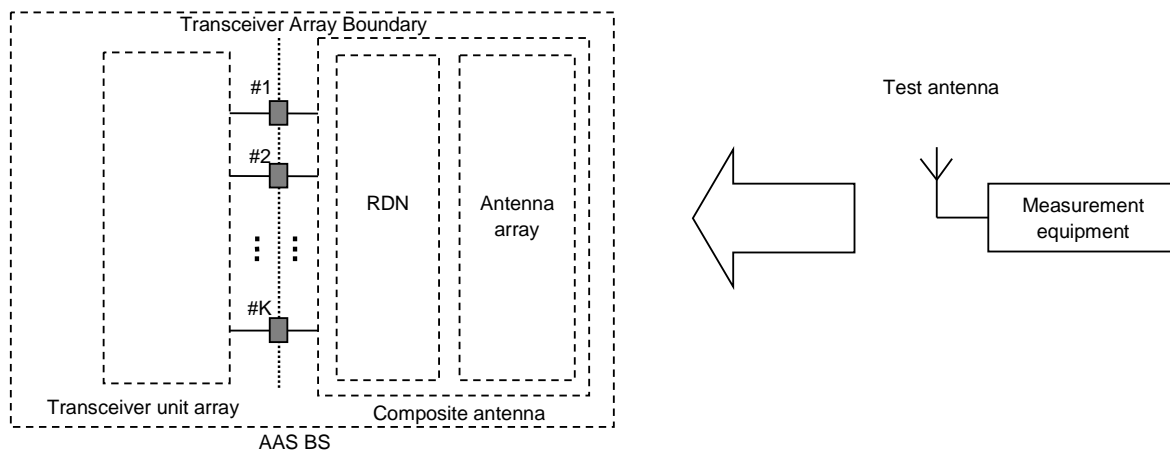 Transceiver Array Boundary
#1
#2
#K
RDN
Antenna
array
Transceiver unit array
Composite antenna
AAS BS
Test antenna
Measurement
equipment